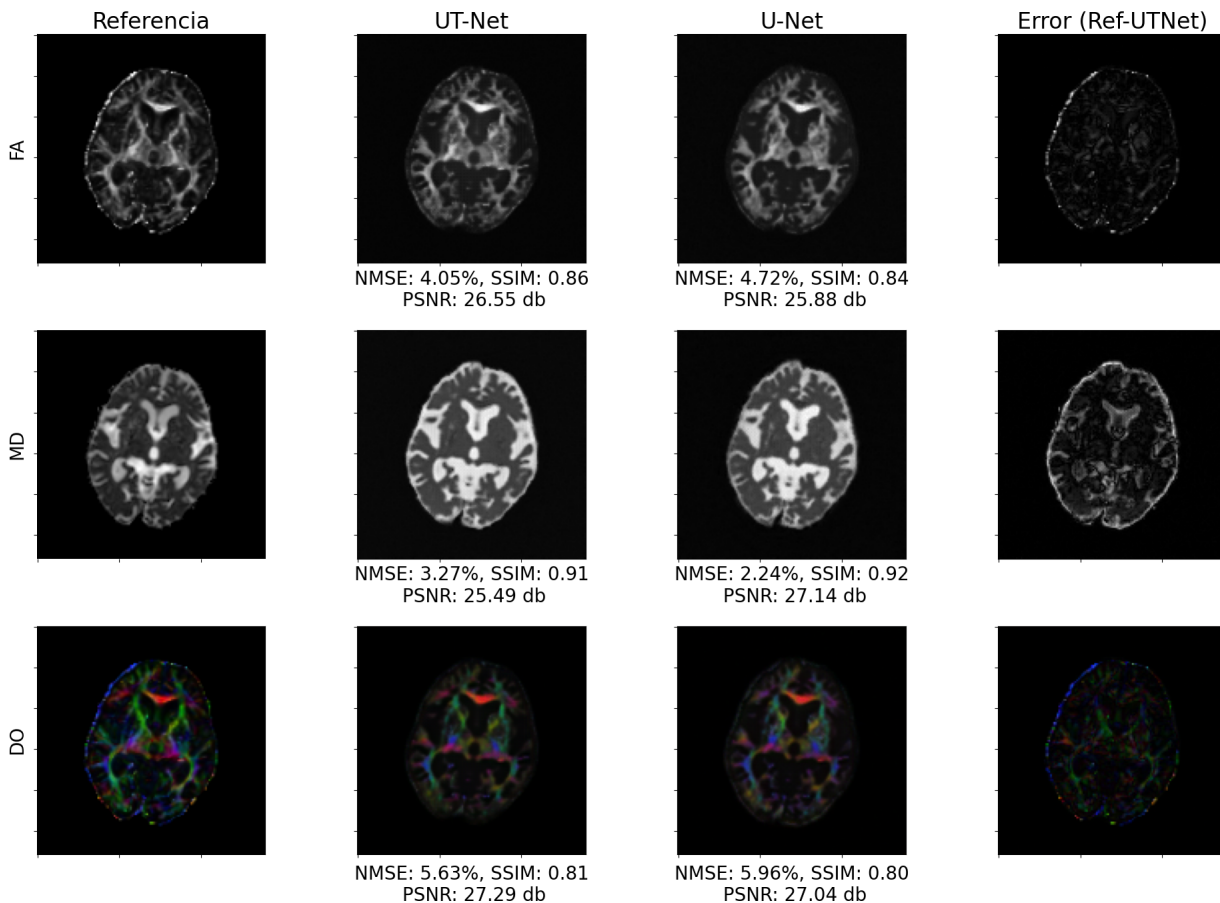 Referencia
UT-Net
U-Net
Error (Ref-UTNet)
FA
NMSE: 4.05%, SSIM: 0.86
PSNR: 26.55 db
NMSE: 4.72%, SSIM: 0.84
PSNR: 25.88 db
MD
NMSE: 3.27%, SSIM: 0.91
PSNR: 25.49 db
NMSE: 2.24%, SSIM: 0.92
PSNR: 27.14 db
DO
NMSE: 5.63%, SSIM: 0.81
PSNR: 27.29 db
NMSE: 5.96%, SSIM: 0.80
PSNR: 27.04 db